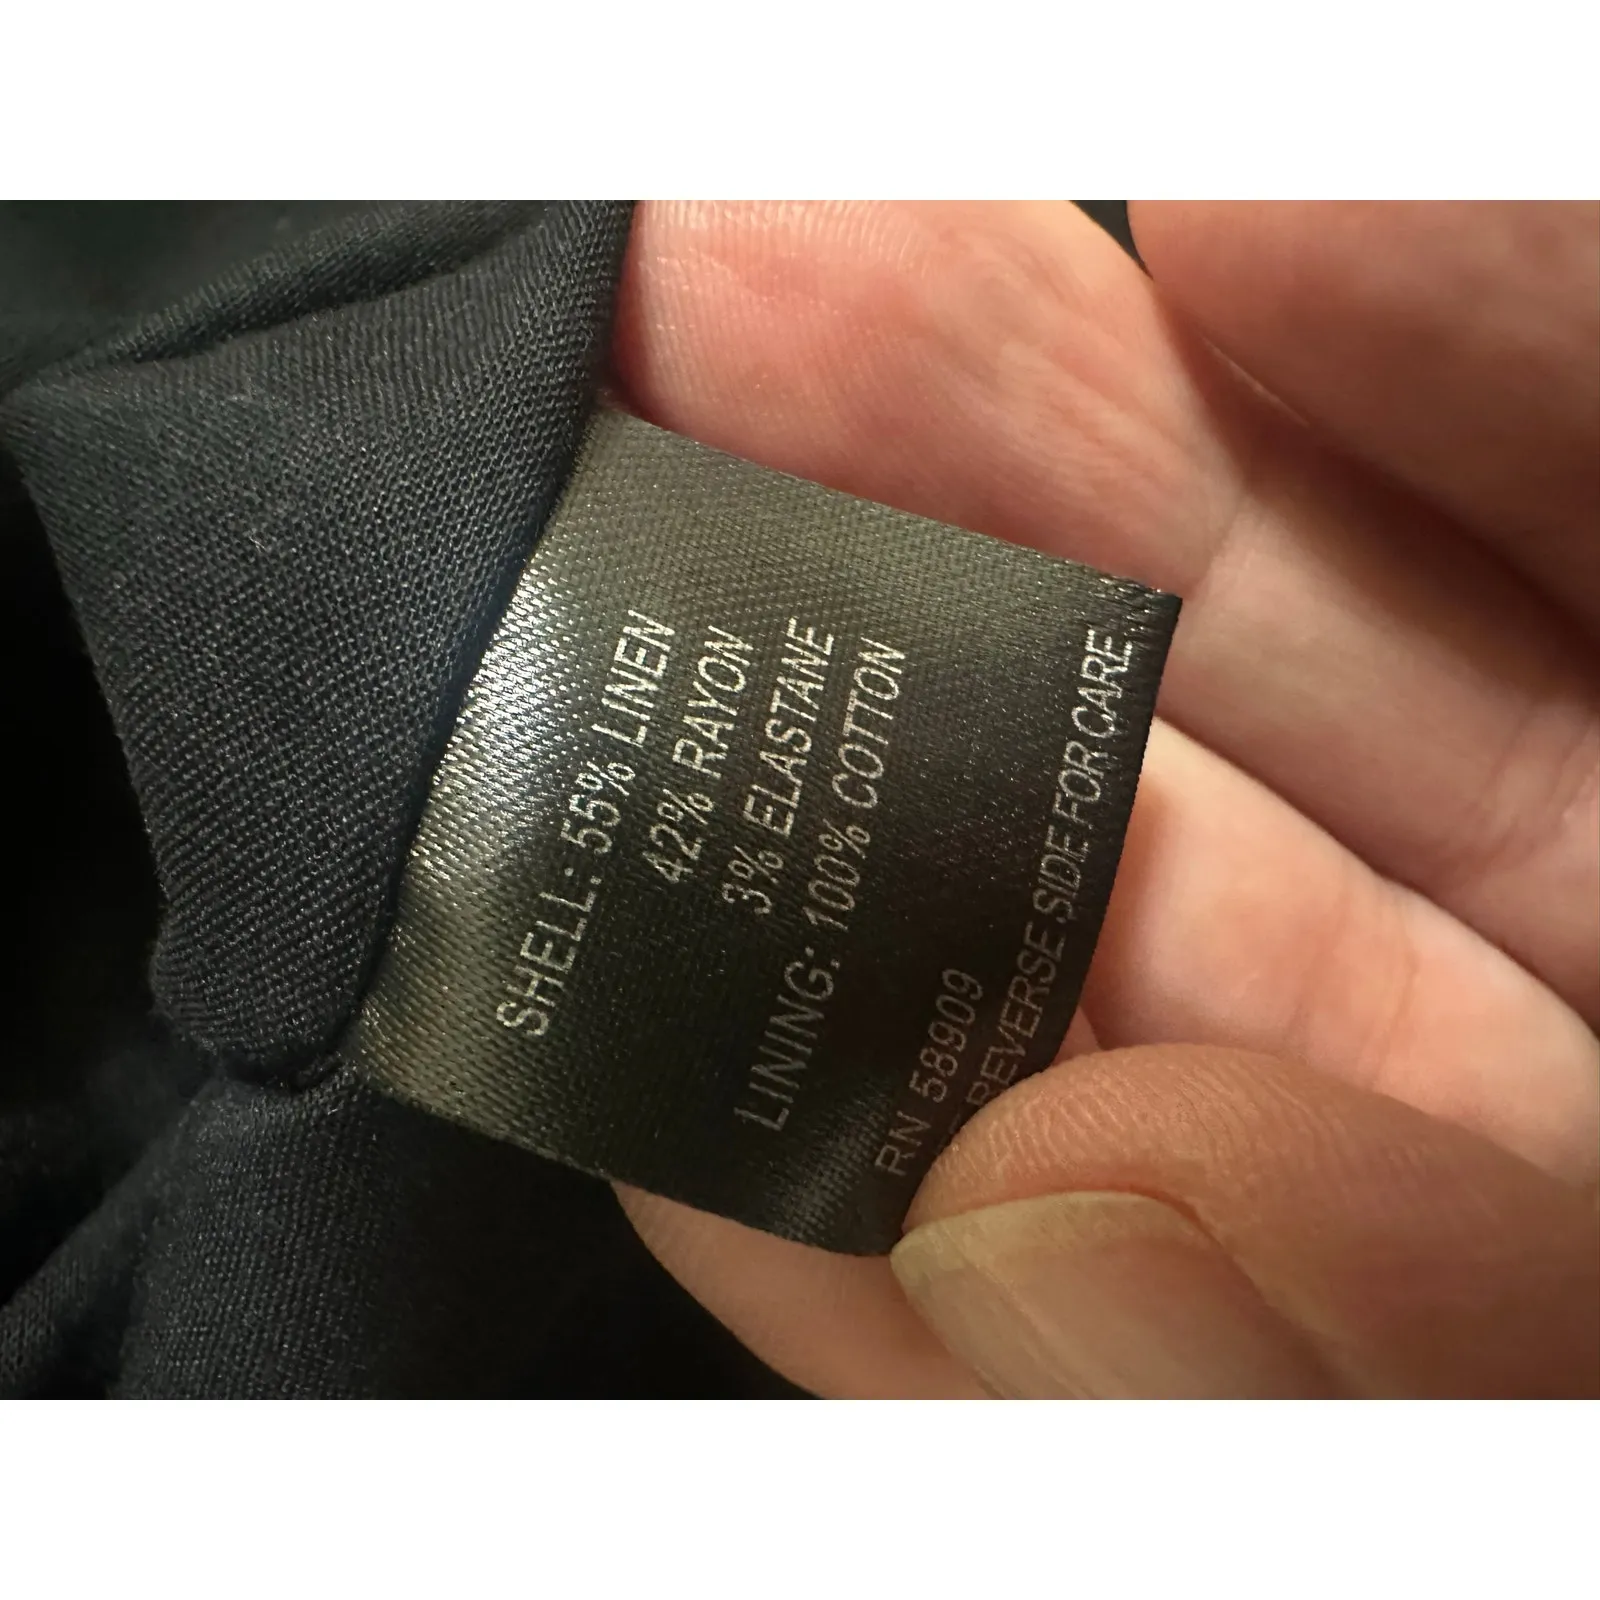 SHELL: 55% LINEN
42% RAYON
3% ELASTANE
LINING: 100% COTTON
RN 58909
REVERSE SIDE FOR CARE